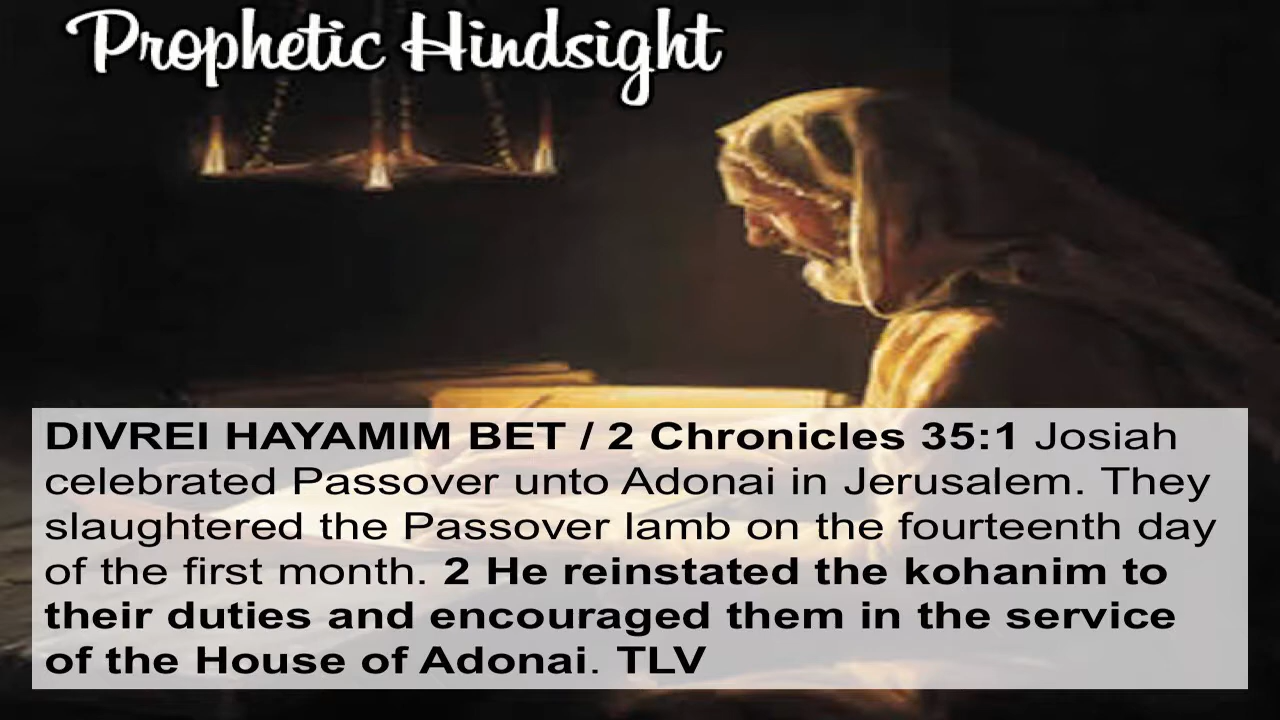 Prophetic Hindsight
DIVREI HAYAMIM BET / 2 Chronicles 35:1 Josiah
celebrated Passover unto Adonai in Jerusalem. They
slaughtered the Passover lamb on the fourteenth day
of the first month. 2 He reinstated the kohanim to
their duties and encouraged them in the service
of the House of Adonai. TLV